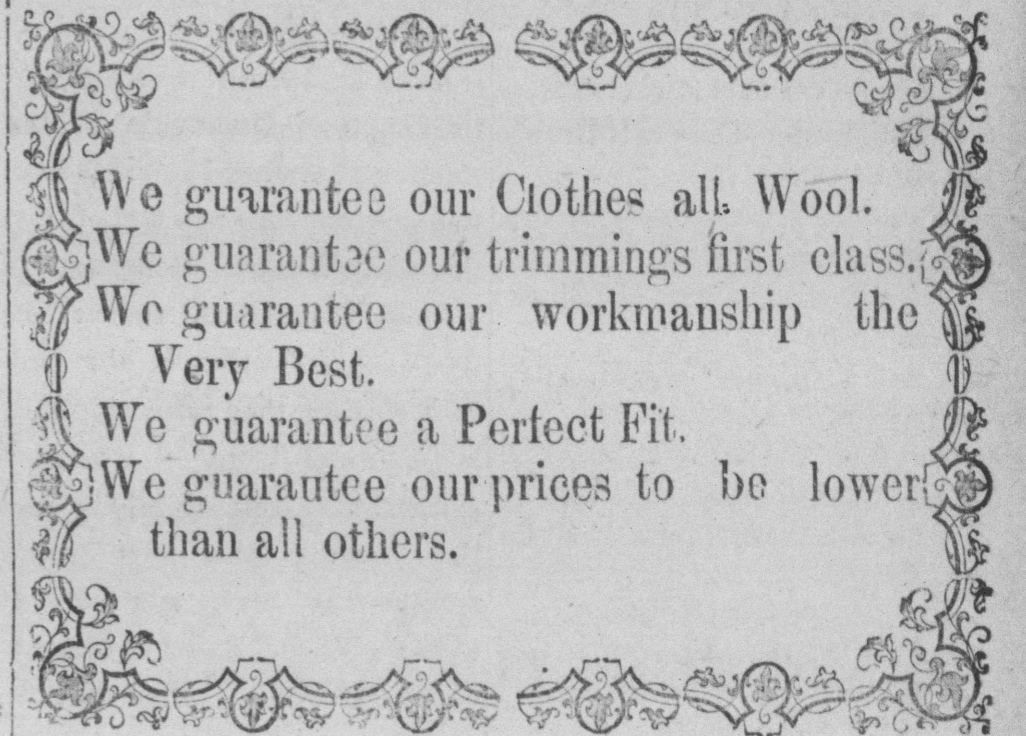 We guarantee our Clothes all Wool.
We guarantee our trimmings first class.
We guarantee our workmanship the
Very Best.
We guarantee a Perfect Fit.
We guarantee our prices to be lower
than all others.